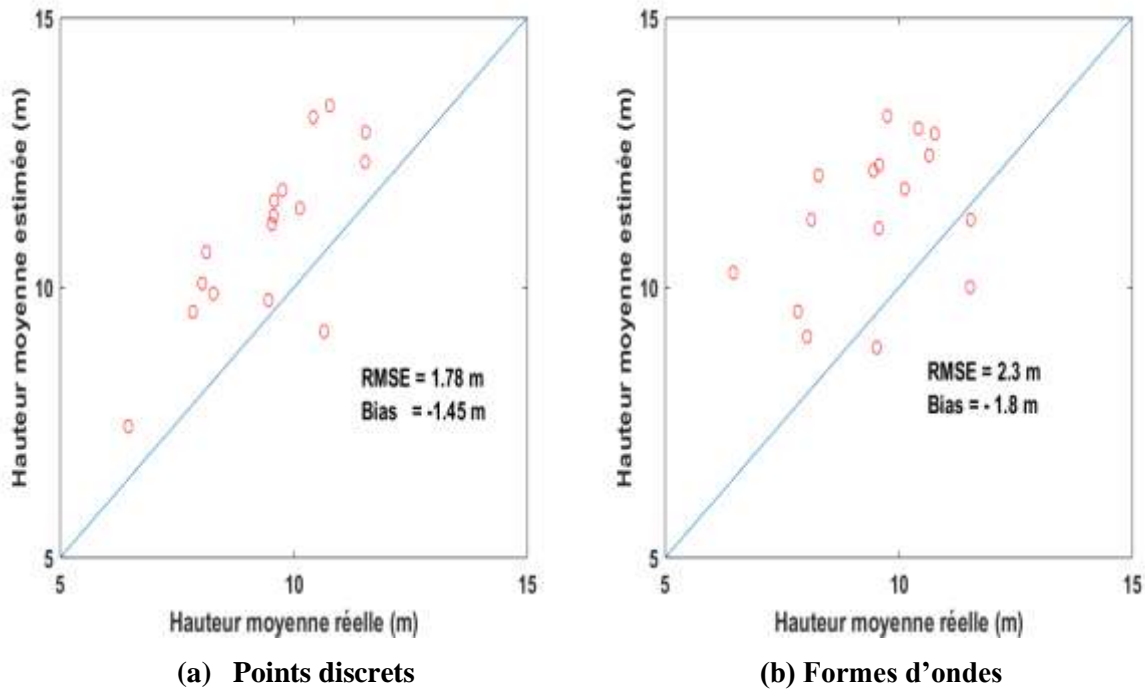 15
10
5
5
10
15
Hauteur moyenne estimée (m)
Hauteur moyenne réelle (m)
RMSE = 1.78 m
Bias = -1.45 m
(a) Points discrets
15
10
5
5
10
15
Hauteur moyenne estimée (m)
Hauteur moyenne réelle (m)
RMSE = 2.3 m
Bias = - 1.8 m
(b) Formes d'ondes